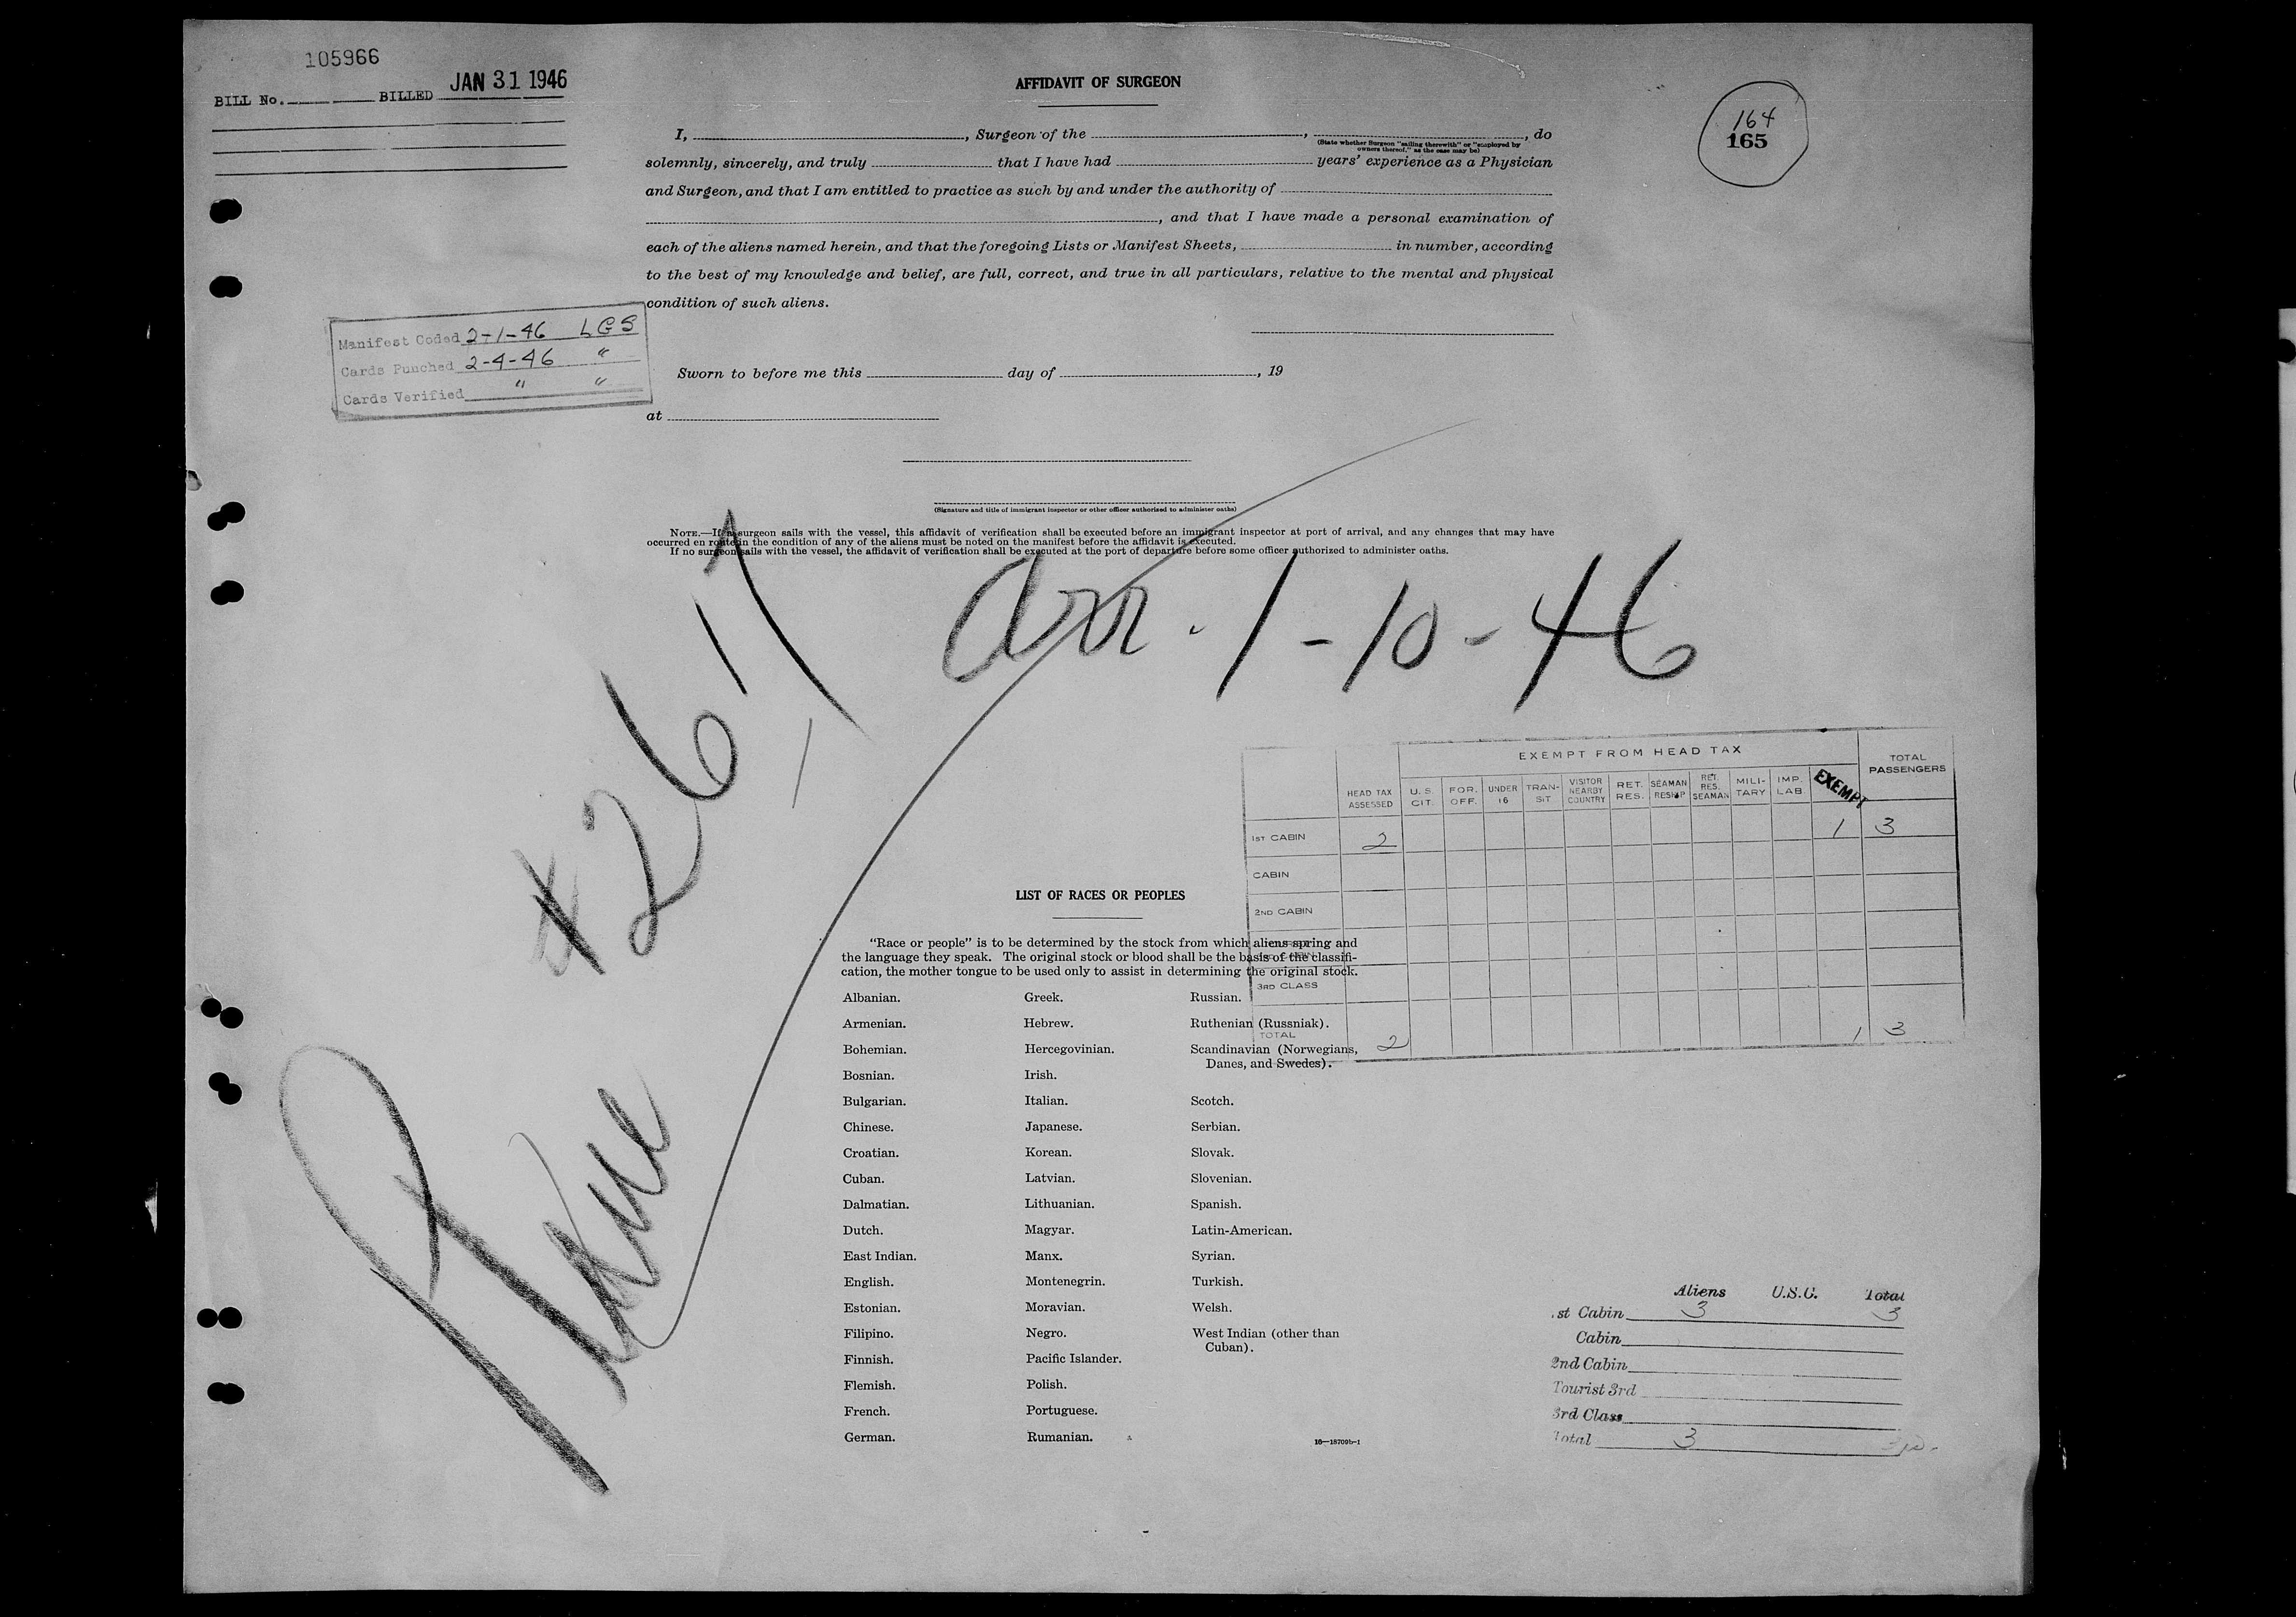 105966
BILL No. BILLED JAN 31 1946
AFFIDAVIT OF SURGEON
164
165
I, , Surgeon of the , , do
(State whether Surgeon "sailing therewith" or "employed by
owners thereof," as the case may be)
solemnly, sincerely, and truly that I have had years' experience as a Physician
and Surgeon, and that I am entitled to practice as such by and under the authority of
, and that I have made a personal examination of
each of the aliens named herein, and that the foregoing Lists or Manifest Sheets, in number, according
to the best of my knowledge and belief, are full, correct, and true in all particulars, relative to the mental and physical
condition of such aliens.
Manifest Coded 2-1-46 LGS
Cards Punched 2-4-46 "
Cards Verified " "
Sworn to before me this day of , 19
at
(Signature and title of immigrant inspector or other officer authorized to administer oaths)
NOTE.—If a surgeon sails with the vessel, this affidavit of verification shall be executed before an immigrant inspector at port of arrival, and any changes that may have
occurred en route in the condition of any of the aliens must be noted on the manifest before the affidavit is executed.
If no surgeon sails with the vessel, the affidavit of verification shall be executed at the port of departure before some officer authorized to administer oaths.
arr. 1-10-46
Plane #2617
EXEMPT FROM HEAD TAX
HEAD TAX ASSESSED U. S. CIT. FOR. OFF. UNDER 16 TRAN-SIT VISITOR NEARBY COUNTRY RET. RES. SEAMAN RESHIP RET. RES. SEAMAN MILI-TARY IMP. LAB. EXEMPT TOTAL PASSENGERS
1ST CABIN 2 1 3
CABIN
2ND CABIN
3RD CLASS
TOTAL 2 1 3
LIST OF RACES OR PEOPLES
"Race or people" is to be determined by the stock from which aliens spring and
the language they speak. The original stock or blood shall be the basis of the classifi-
cation, the mother tongue to be used only to assist in determining the original stock.
Albanian. Greek. Russian.
Armenian. Hebrew. Ruthenian (Russniak).
Bohemian. Hercegovinian. Scandinavian (Norwegians,
Danes, and Swedes).
Bosnian. Irish.
Bulgarian. Italian. Scotch.
Chinese. Japanese. Serbian.
Croatian. Korean. Slovak.
Cuban. Latvian. Slovenian.
Dalmatian. Lithuanian. Spanish.
Dutch. Magyar. Latin-American.
East Indian. Manx. Syrian.
English. Montenegrin. Turkish.
Estonian. Moravian. Welsh.
Filipino. Negro. West Indian (other than
Cuban).
Finnish. Pacific Islander.
Flemish. Polish.
French. Portuguese.
German. Rumanian.
16—18709b-1
Aliens U.S.C. Total
st Cabin 3 3
Cabin
2nd Cabin
Tourist 3rd
3rd Class
Total 3